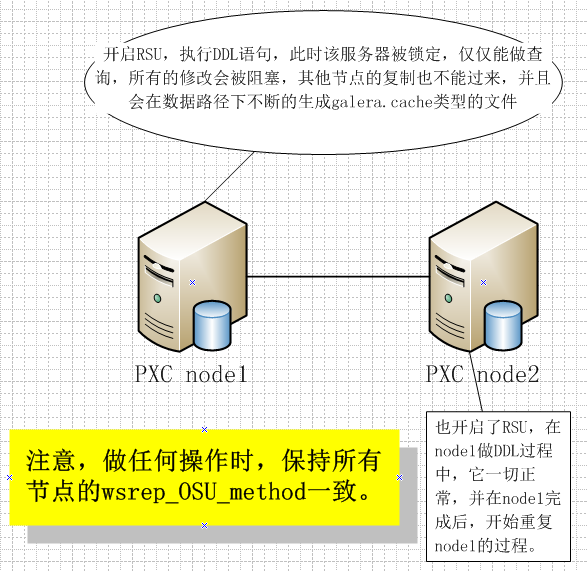 开启RSU，执行DDL语句，此时该服务器被锁定，仅仅能做查
询，所有的修改会被阻塞，其他节点的复制也不能过来，并且
会在数据路径下不断的生成galera.cache类型的文件
PXC node1
PXC node2
注意，做任何操作时，保持所有
节点的wsrep_OSU_method一致。
也开启了RSU，在
node1做DDL过程
中，它一切正
常，并在node1完
成后，开始重复
node1的过程。